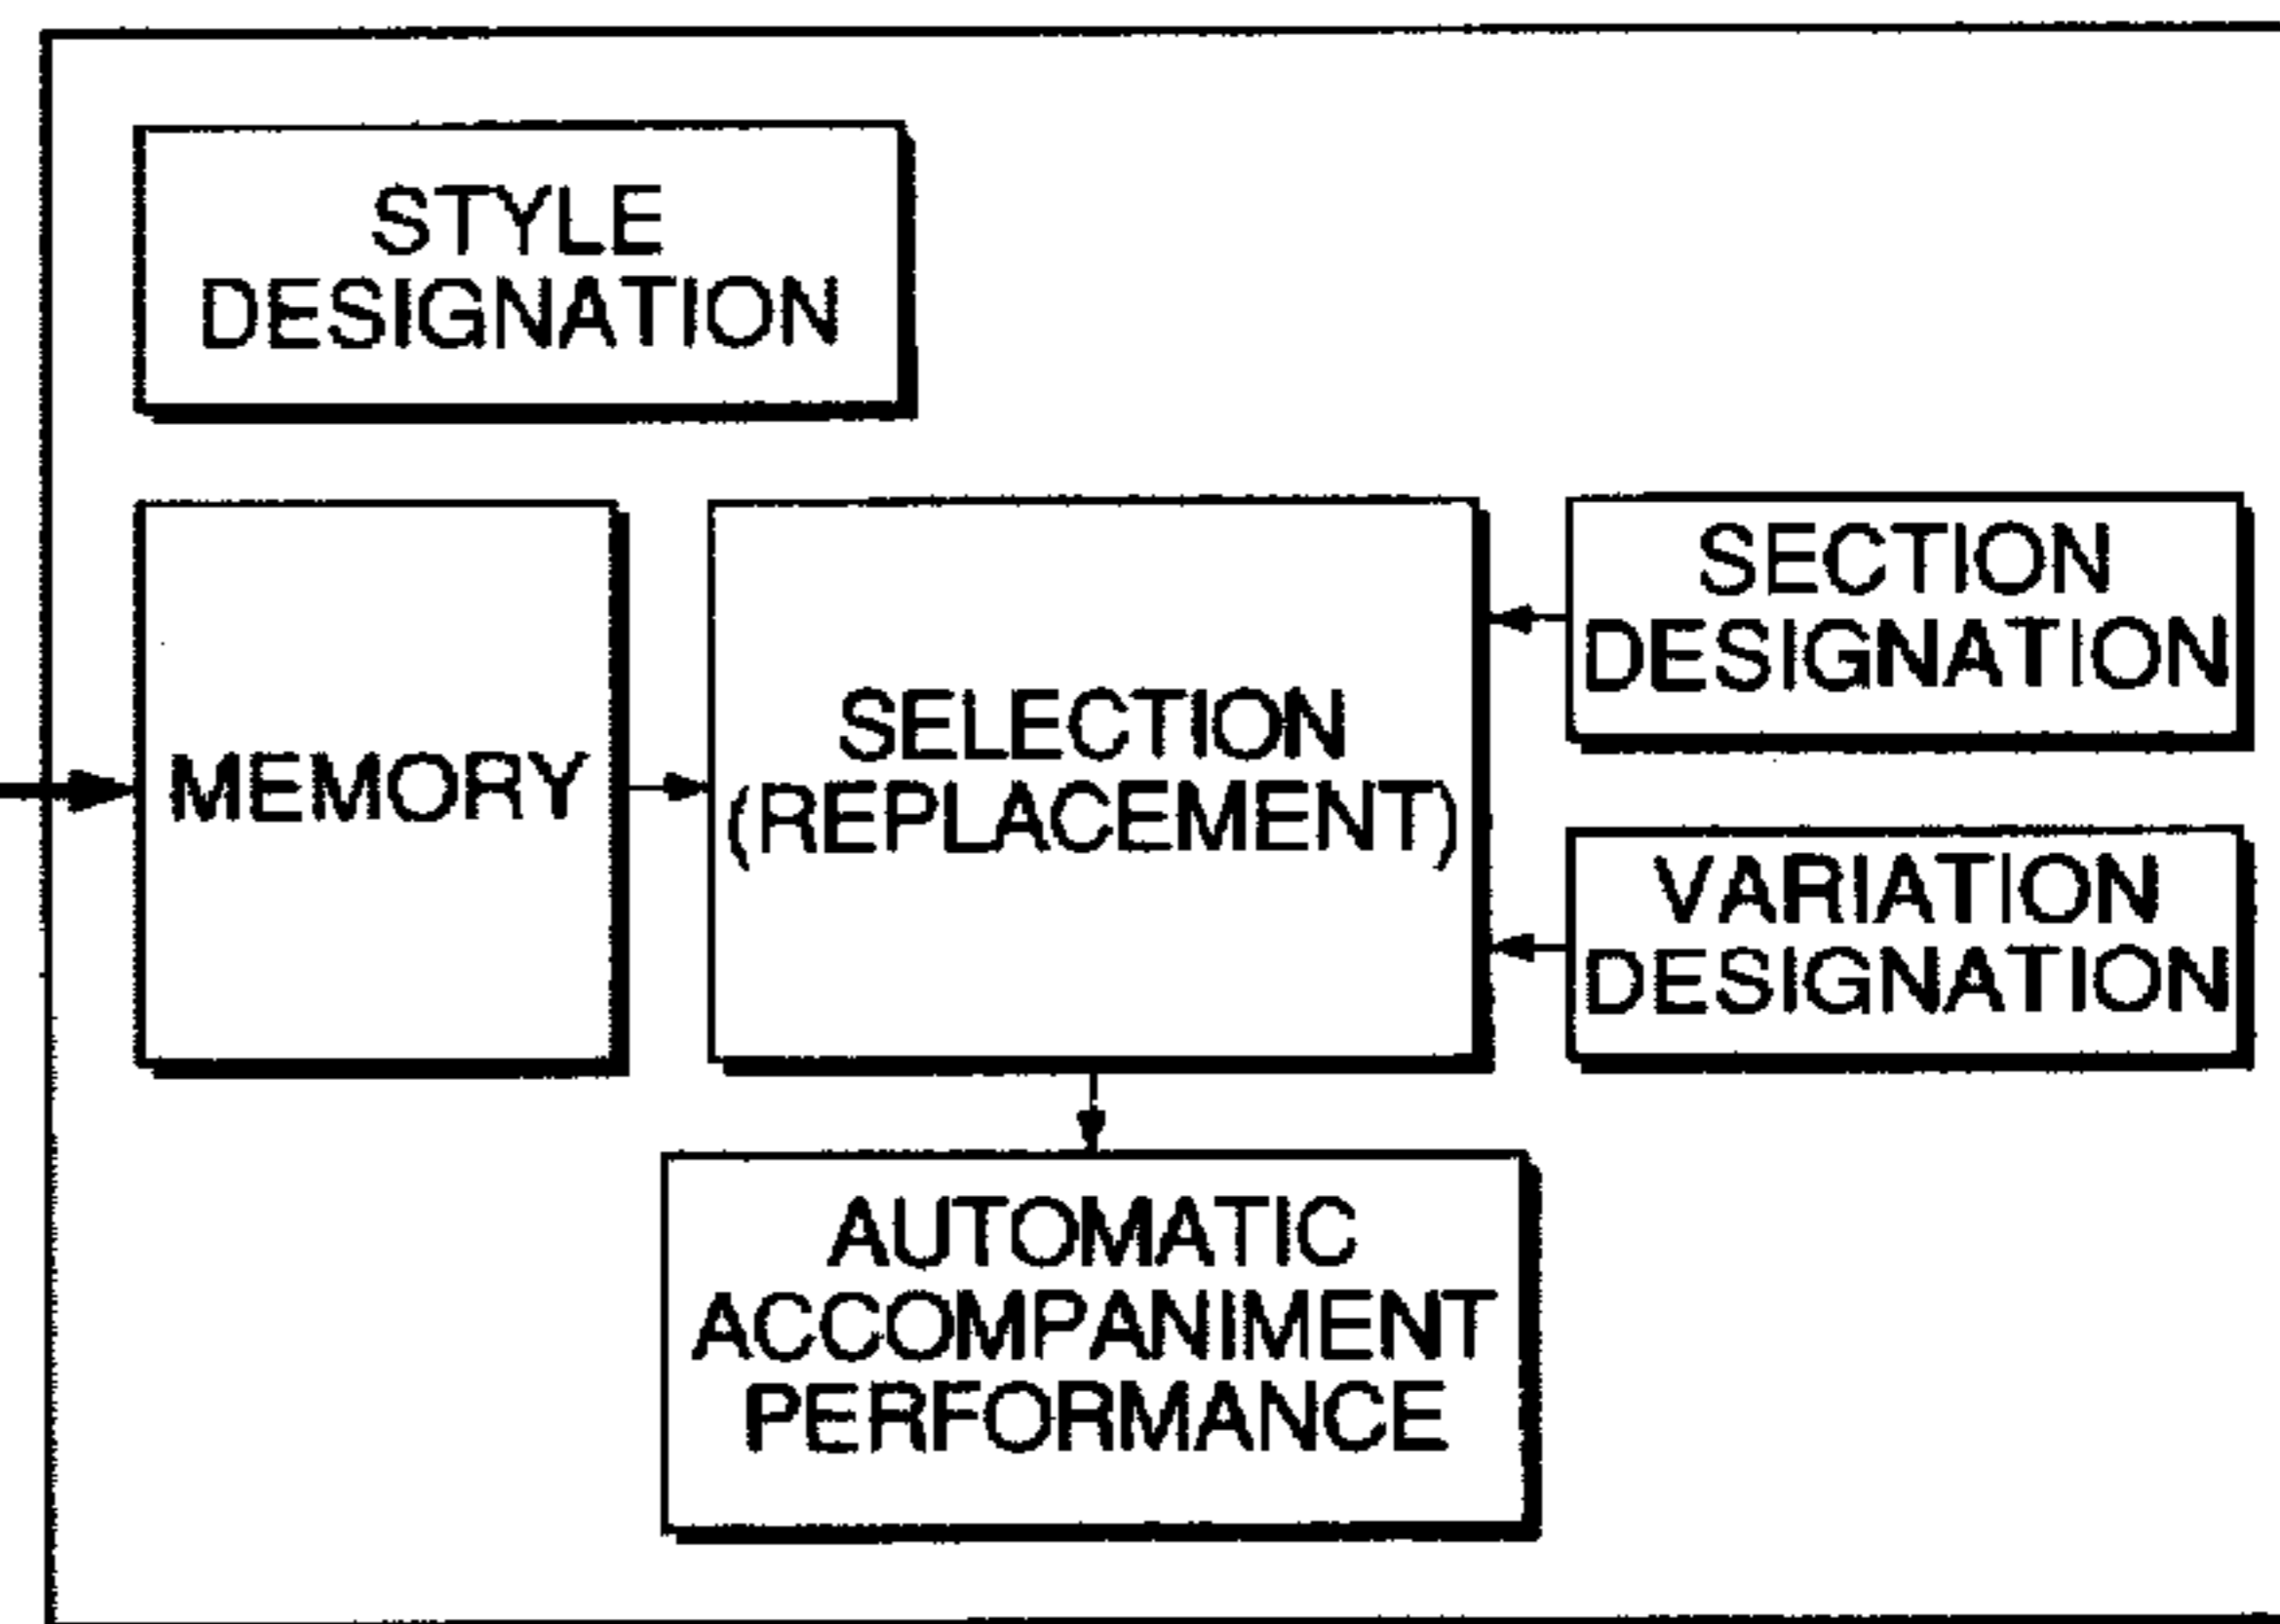 STYLE
DESIGNATION
MEMORY
SELECTION
(REPLACEMENT)
SECTION
DESIGNATION
VARIATION
DESIGNATION
AUTOMATIC
ACCOMPANIMENT
PERFORMANCE